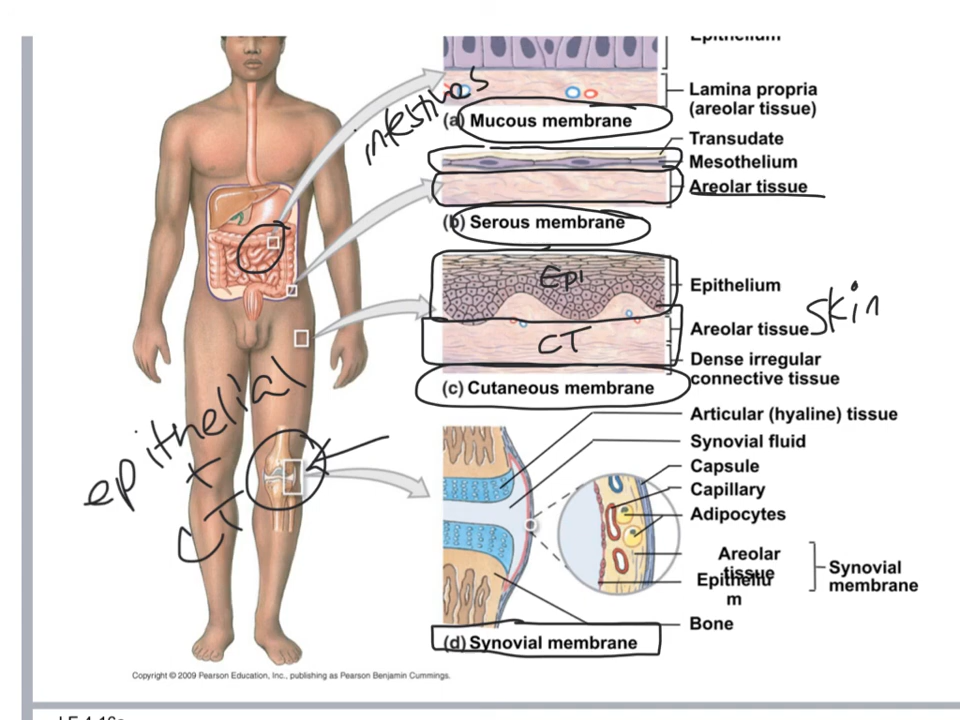 Epithelium
Lamina propria
(areolar tissue)
(a) Mucous membrane
intestines
Transudate
Mesothelium
Areolar tissue
(b) Serous membrane
Epi
Epithelium
skin
Areolar tissue
CT
Dense irregular
connective tissue
(c) Cutaneous membrane
epithelial
+
CT
Articular (hyaline) tissue
Synovial fluid
Capsule
Capillary
Adipocytes
Areolar
tissue
Epitheliu
m
Synovial
membrane
Bone
(d) Synovial membrane
Copyright © 2009 Pearson Education, Inc., publishing as Pearson Benjamin Cummings.